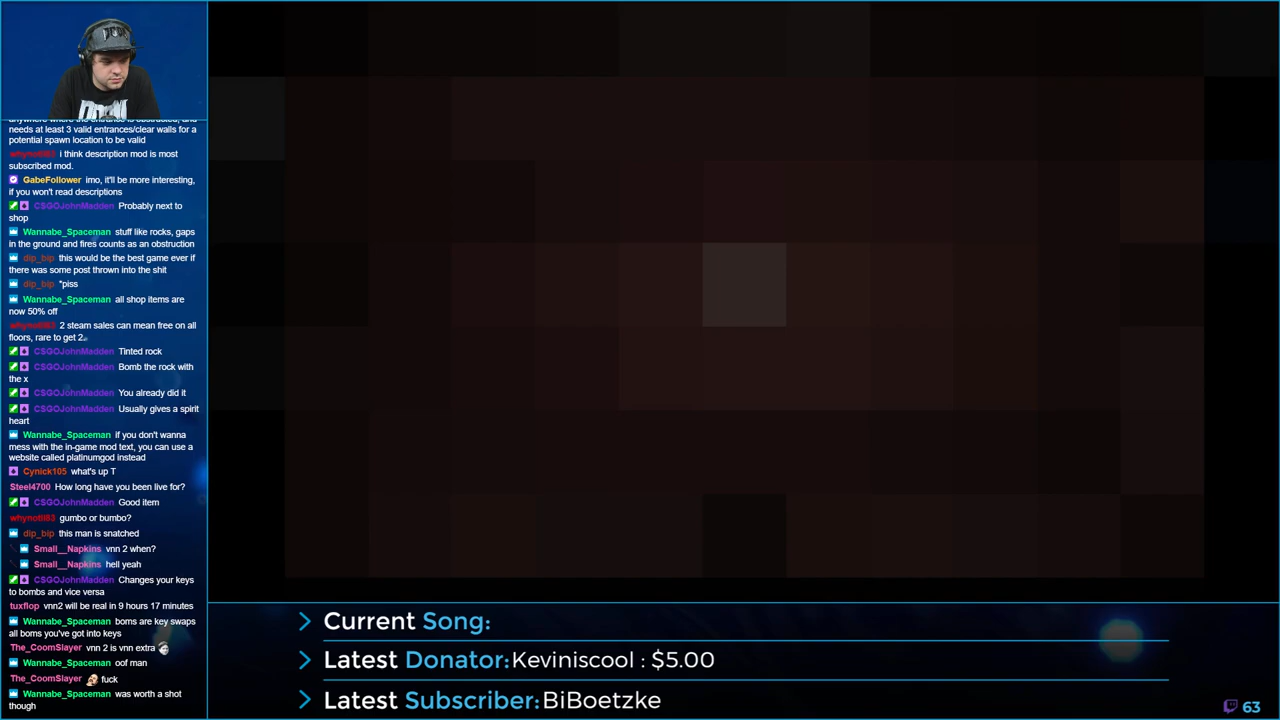 needs at least 3 valid entrances/clear walls for a
potential spawn location to be valid
whynotll83 i think description mod is most
subscribed mod.
GabeFollower imo, it'll be more interesting,
if you won't read descriptions
CSGOJohnMadden Probably next to
shop
Wannabe_Spaceman stuff like rocks, gaps
in the ground and fires counts as an obstruction
dip_bip this would be the best game ever if
there was some post thrown into the shit
dip_bip *piss
Wannabe_Spaceman all shop items are
now 50% off
whynotll83 2 steam sales can mean free on all
floors, rare to get 2.
CSGOJohnMadden Tinted rock
CSGOJohnMadden Bomb the rock with
the x
CSGOJohnMadden You already did it
CSGOJohnMadden Usually gives a spirit
heart
Wannabe_Spaceman if you don't wanna
mess with the in-game mod text, you can use a
website called platinumgod instead
Cynick105 what's up T
Steel4700 How long have you been live for?
CSGOJohnMadden Good item
whynotll83 gumbo or bumbo?
dip_bip this man is snatched
Small__Napkins vnn 2 when?
Small__Napkins hell yeah
CSGOJohnMadden Changes your keys
to bombs and vice versa
tuxflop vnn2 will be real in 9 hours 17 minutes
Wannabe_Spaceman boms are key swaps
all boms you've got into keys
The_CoomSlayer vnn 2 is vnn extra
Wannabe_Spaceman oof man
The_CoomSlayer fuck
Wannabe_Spaceman was worth a shot
though
Current Song:
Latest Donator: Keviniscool : $5.00
Latest Subscriber: BiBoetzke
63